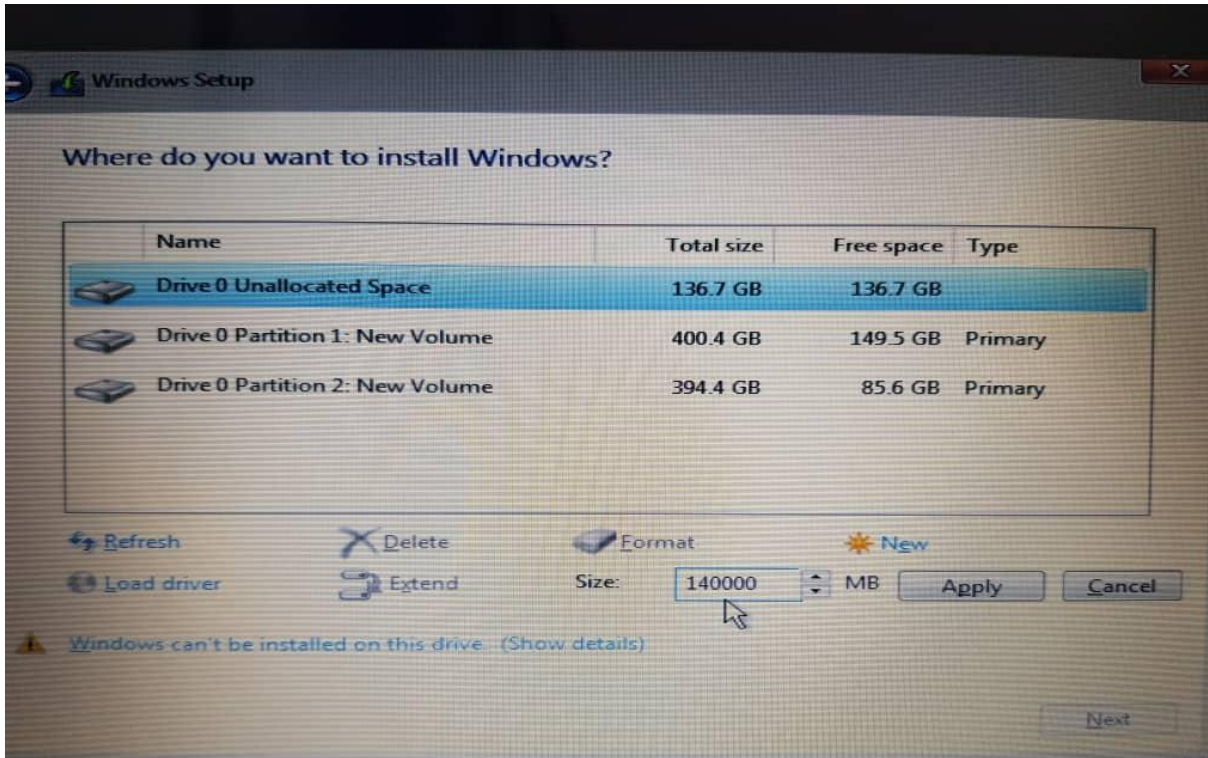 Windows Setup
Where do you want to install Windows?
Name Total size Free space Type
Drive 0 Unallocated Space 136.7 GB 136.7 GB
Drive 0 Partition 1: New Volume 400.4 GB 149.5 GB Primary
Drive 0 Partition 2: New Volume 394.4 GB 85.6 GB Primary
Refresh Delete Format New
Load driver Extend Size: 140000 MB Apply Cancel
Windows can't be installed on this drive. (Show details)
Next